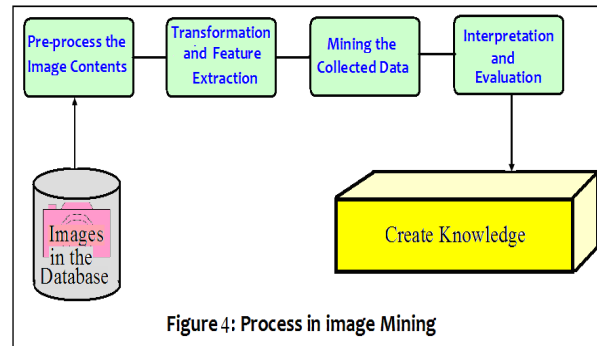 Pre-process the
Image Contents
Transformation
and Feature
Extraction
Mining the
Collected Data
Interpretation
and
Evaluation
Images
in the
Database
Create Knowledge
Figure 4: Process in image Mining